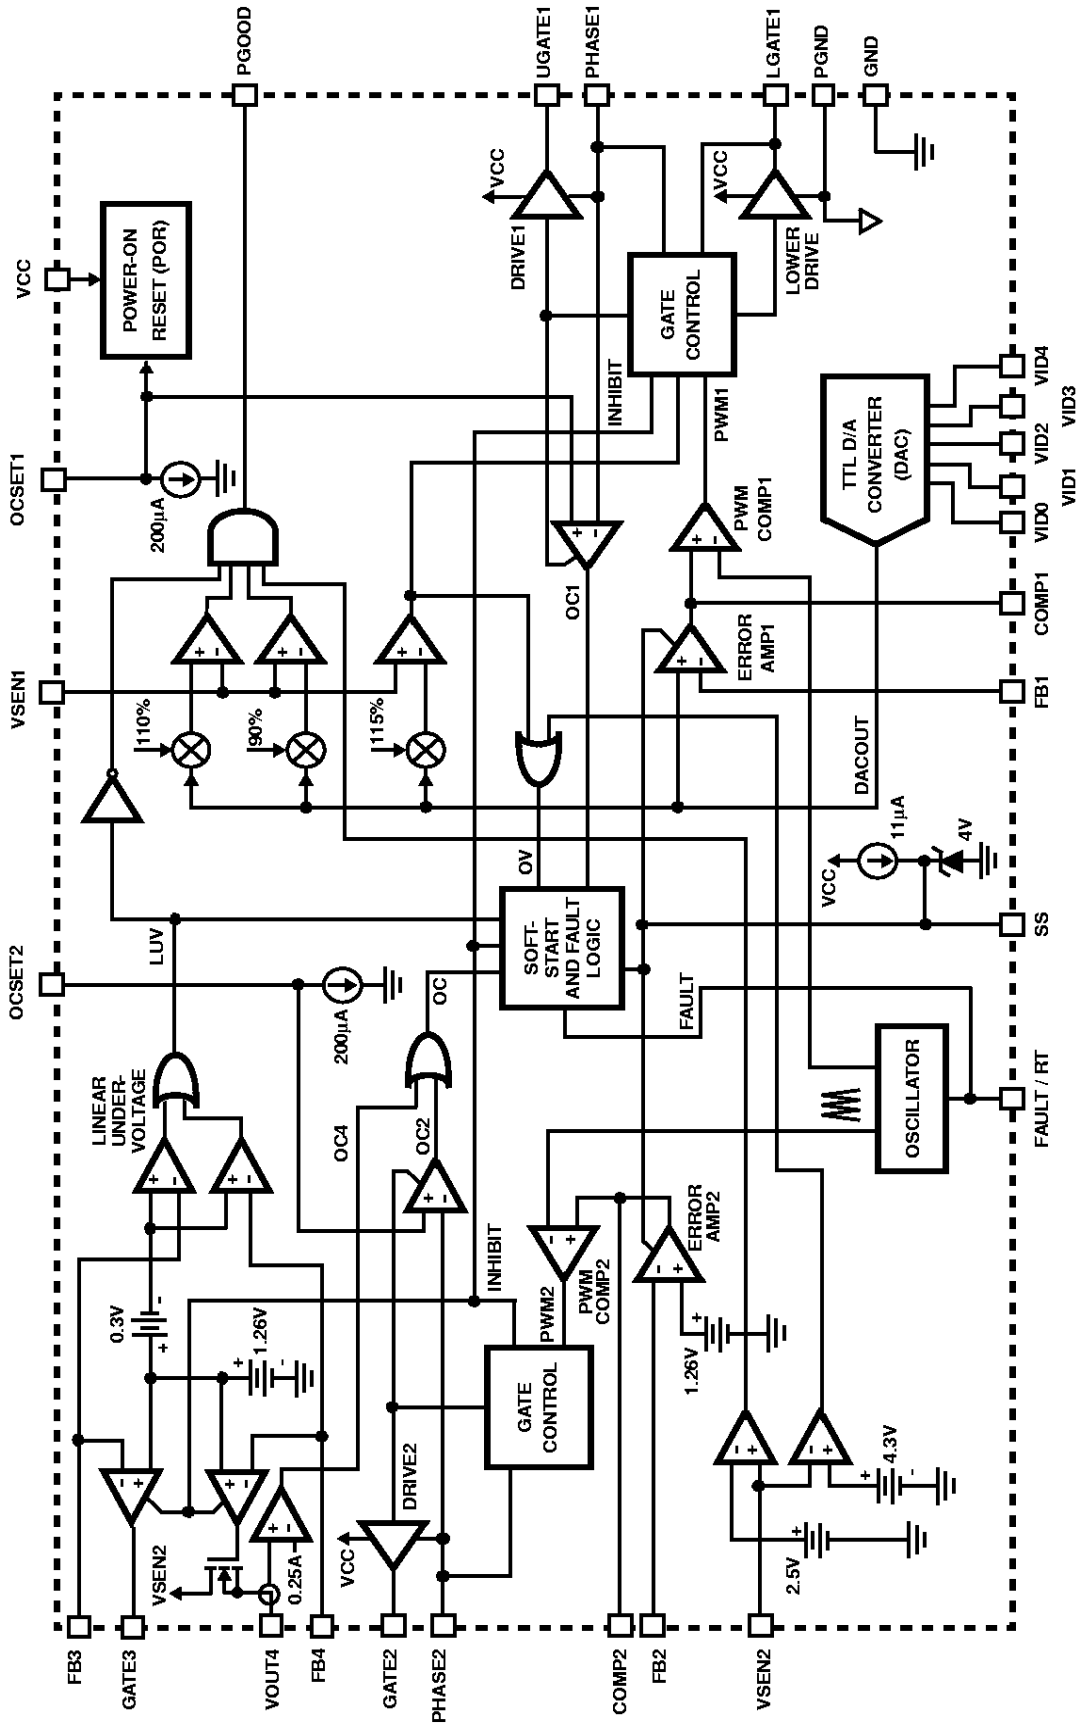 VCC
OCSET1
VSEN1
OCSET2
PGOOD
UGATE1
PHASE1
LGATE1
PGND
GND
POWER-ON
RESET (POR)
VCC
DRIVE1
VCC
LOWER
DRIVE
GATE
CONTROL
INHIBIT
PWM1
200µA
+
-
OC1
+
-
PWM
COMP1
TTL D/A
CONVERTER
(DAC)
VID4
VID3
VID2
VID1
VID0
COMP1
FB1
+
-
+
-
+
-
+
-
ERROR
AMP1
110%
90%
115%
DACOUT
LUV
OV
OC
SOFT-
START
AND FAULT
LOGIC
VCC
11µA
4V
SS
200µA
FAULT
LINEAR
UNDER-
VOLTAGE
OSCILLATOR
FAULT / RT
+
-
+
-
OC4
OC2
+
-
INHIBIT
-
+
PWM
COMP2
PWM2
-
+
ERROR
AMP2
0.3V
-
+
1.26V
+
-
1.26V
+
GATE
CONTROL
-
+
+
-
DRIVE2
VCC
VSEN2
0.25A
+
-
-
+
-
+
2.5V
+
4.3V
+
-
FB3
GATE3
VOUT4
FB4
GATE2
PHASE2
COMP2
FB2
VSEN2